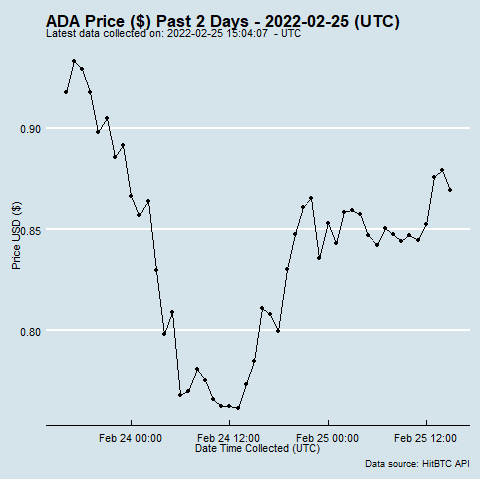 ADA Price ($) Past 2 Days - 2022-02-25 (UTC)
Latest data collected on: 2022-02-25 15:04:07 - UTC
0.90
0.85
0.80
Price USD ($)
Feb 24 00:00
Feb 24 12:00
Feb 25 00:00
Feb 25 12:00
Date Time Collected (UTC)
Data source: HitBTC API